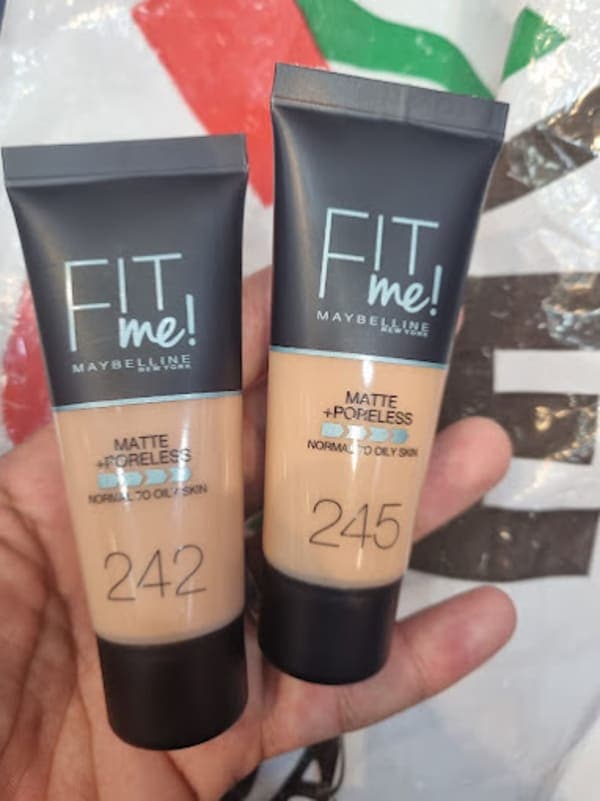 FIT
me!
MAYBELLINE
NEW YORK
MATTE
+PORELESS
NORMAL TO OILY SKIN
242
FIT
me!
MAYBELLINE
NEW YORK
MATTE
+PORELESS
NORMAL TO OILY SKIN
245